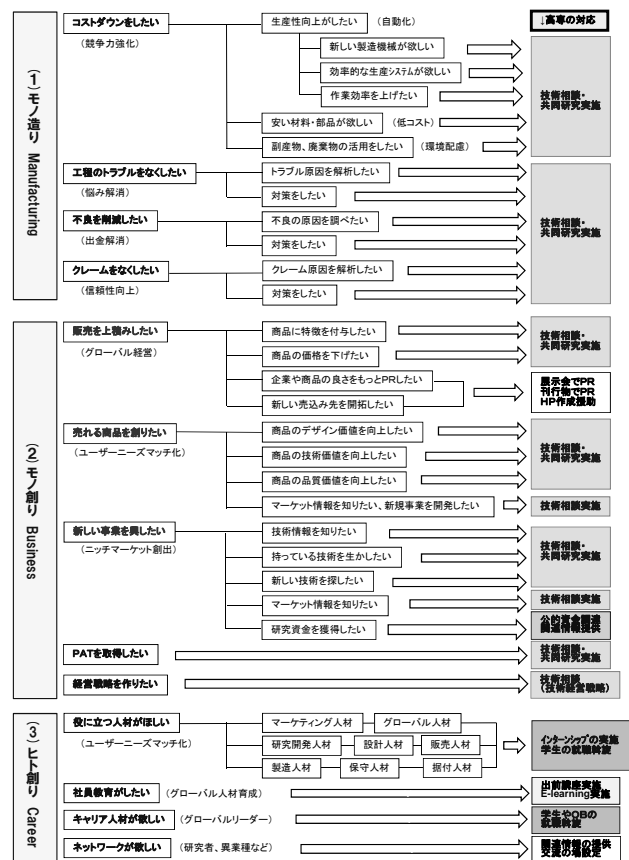 ↓高専の対応
(1) モノ造り Manufacturing
コストダウンをしたい
(競争力強化)
生産性向上がしたい (自動化)
新しい製造機械が欲しい
効率的な生産システムが欲しい
作業効率を上げたい
安い材料・部品が欲しい (低コスト)
副産物、廃棄物の活用をしたい (環境配慮)
技術相談・
共同研究実施
工程のトラブルをなくしたい
(悩み解消)
トラブル原因を解析したい
対策をしたい
不良を削減したい
(出金解消)
不良の原因を調べたい
対策をしたい
クレームをなくしたい
(信頼性向上)
クレーム原因を解析したい
対策をしたい
技術相談・
共同研究実施
(2) モノ創り Business
販売を上積みしたい
(グローバル経営)
商品に特徴を付与したい
商品の価格を下げたい
技術相談・
共同研究実施
企業や商品の良さをもっとPRしたい
新しい売込み先を開拓したい
展示会でPR
刊行物でPR
HP作成援助
売れる商品を創りたい
(ユーザーニーズマッチ化)
商品のデザイン価値を向上したい
商品の技術価値を向上したい
商品の品質価値を向上したい
技術相談・
共同研究実施
マーケット情報を知りたい、新規事業を開発したい
技術相談実施
新しい事業を興したい
(ニッチマーケット創出)
技術情報を知りたい
持っている技術を生かしたい
新しい技術を探したい
技術相談・
共同研究実施
マーケット情報を知りたい
技術相談実施
研究資金を獲得したい
公的資金関連
関連情報提供
PATを取得したい
技術相談・
共同研究実施
経営戦略を作りたい
技術相談
(技術経営戦略)
(3) ヒト創り Career
役に立つ人材がほしい
(ユーザーニーズマッチ化)
マーケティング人材
グローバル人材
研究開発人材
設計人材
販売人材
製造人材
保守人材
据付人材
インターンシップの実施
学生の就職斡旋
社員教育がしたい (グローバル人材育成)
出前講座実施
E-learning実施
キャリア人材が欲しい (グローバルリーダー)
学生やOBの
就職斡旋
ネットワークが欲しい (研究者、異業種など)
関連情報の提供
交流の場設定